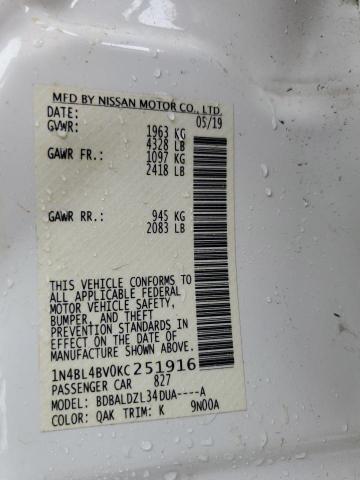 MFD BY NISSAN MOTOR CO., LTD.
DATE: 05/19
GVWR: 1963 KG
4328 LB
GAWR FR.: 1097 KG
2418 LB
GAWR RR.: 945 KG
2083 LB
THIS VEHICLE CONFORMS TO
ALL APPLICABLE FEDERAL
MOTOR VEHICLE SAFETY,
BUMPER, AND THEFT
PREVENTION STANDARDS IN
EFFECT ON THE DATE OF
MANUFACTURE SHOWN ABOVE.
1N4BL4BV0KC251916
PASSENGER CAR 827
MODEL: BDBALDZL34DUA----A
COLOR: QAK TRIM: K 9N00A